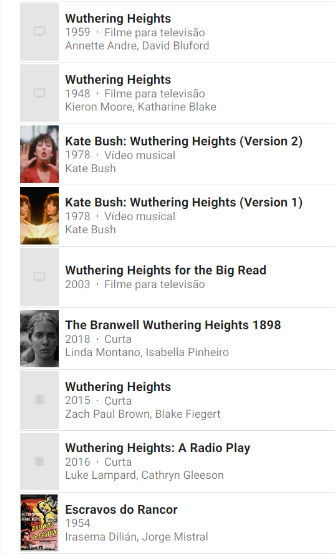 Wuthering Heights
1959 · Filme para televisão
Annette Andre, David Bluford
Wuthering Heights
1948 · Filme para televisão
Kieron Moore, Katharine Blake
Kate Bush: Wuthering Heights (Version 2)
1978 · Vídeo musical
Kate Bush
Kate Bush: Wuthering Heights (Version 1)
1978 · Vídeo musical
Kate Bush
Wuthering Heights for the Big Read
2003 · Filme para televisão
The Branwell Wuthering Heights 1898
2018 · Curta
Linda Montano, Isabella Pinheiro
Wuthering Heights
2015 · Curta
Zach Paul Brown, Blake Fiegert
Wuthering Heights: A Radio Play
2016 · Curta
Luke Lampard, Cathryn Gleeson
Escravos do Rancor
1954
Irasema Dilián, Jorge Mistral